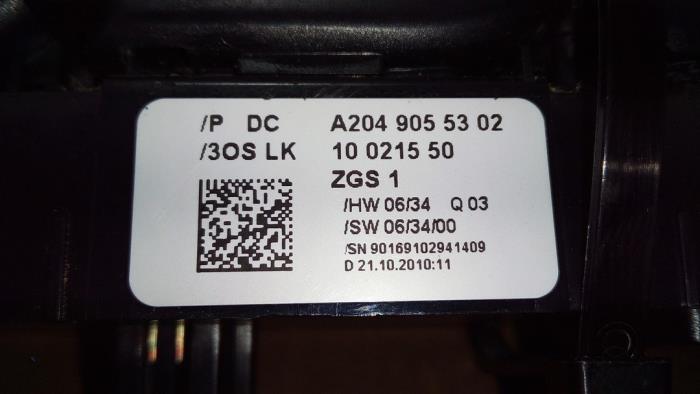 /P DC A204 905 53 02
/3OS LK 10 0215 50
ZGS 1
/HW 06/34 Q 03
/SW 06/34/00
/SN 90169102941409
D 21.10.2010:11